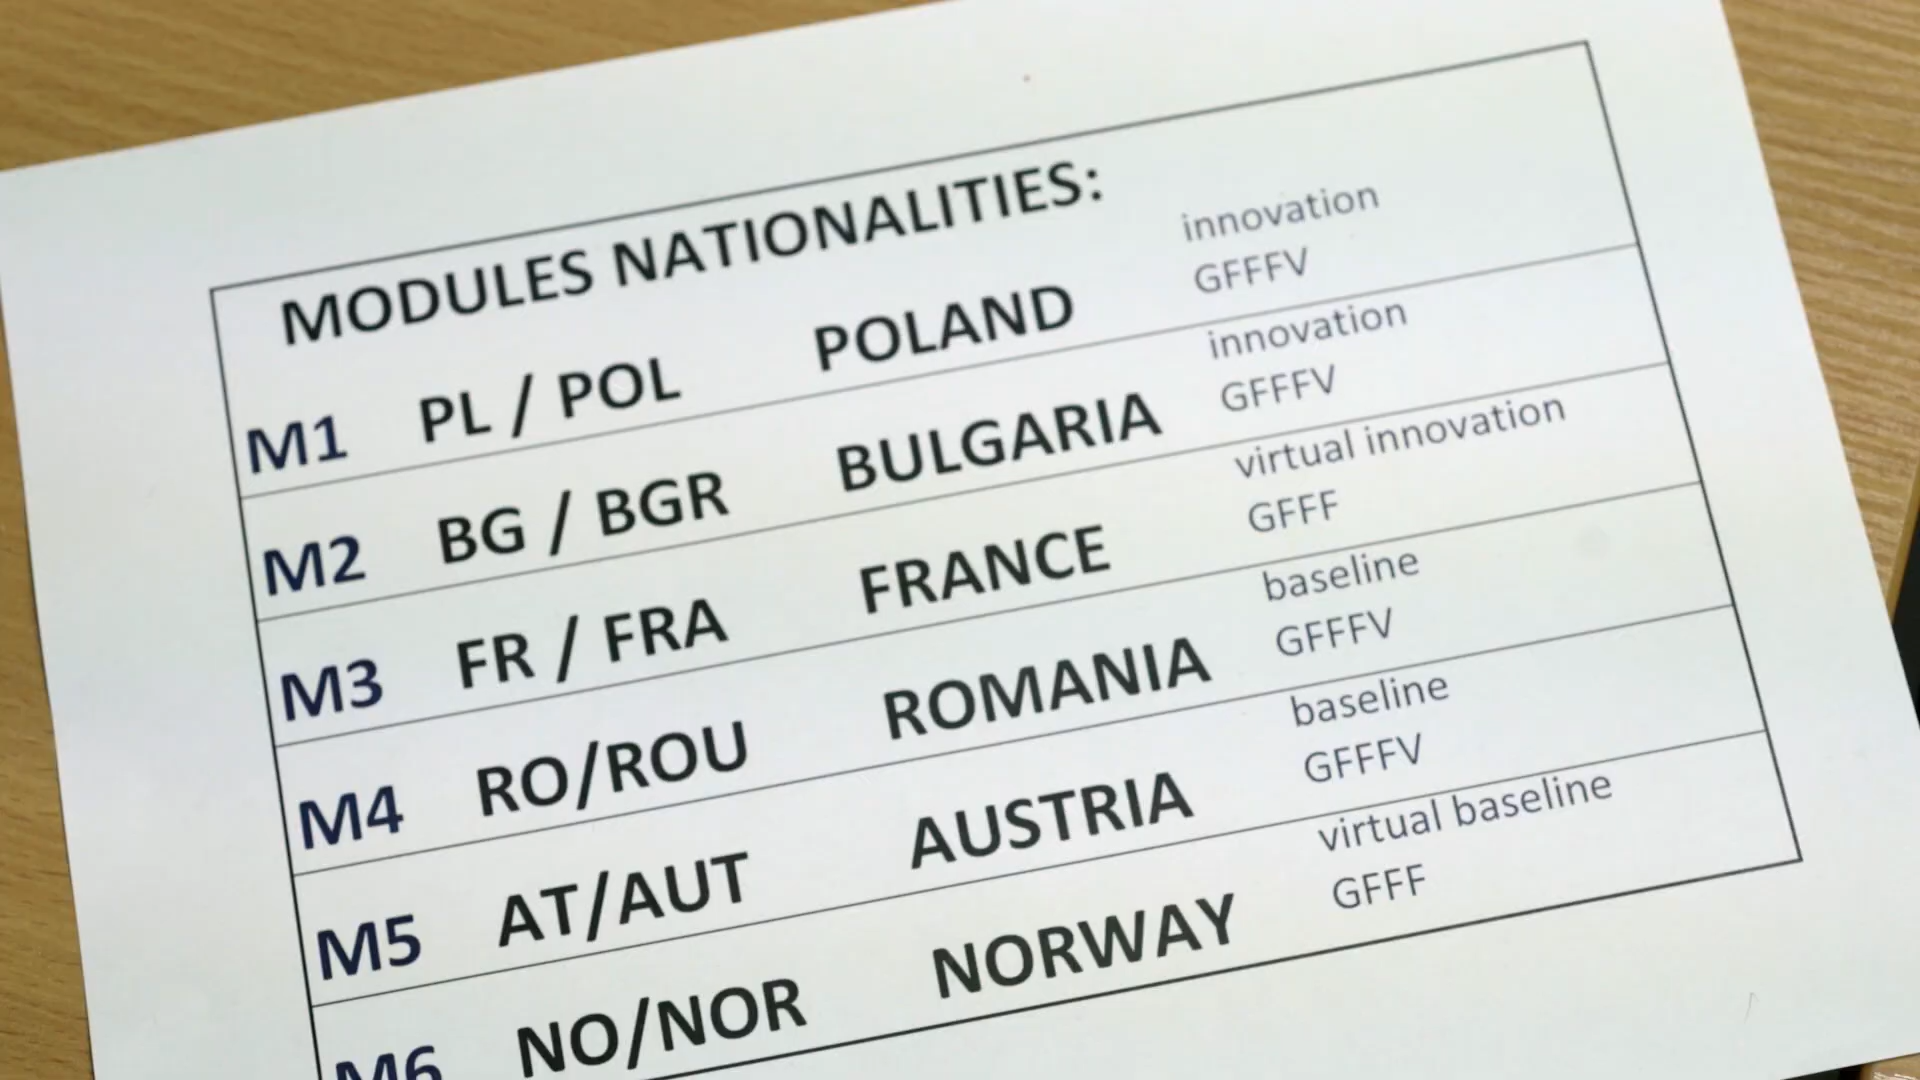 MODULES NATIONALITIES:
M1 PL / POL POLAND innovation
GFFFV
M2 BG / BGR BULGARIA innovation
GFFFV
M3 FR / FRA FRANCE virtual innovation
GFFF
M4 RO/ROU ROMANIA baseline
GFFFV
M5 AT/AUT AUSTRIA baseline
GFFFV
M6 NO/NOR NORWAY virtual baseline
GFFF